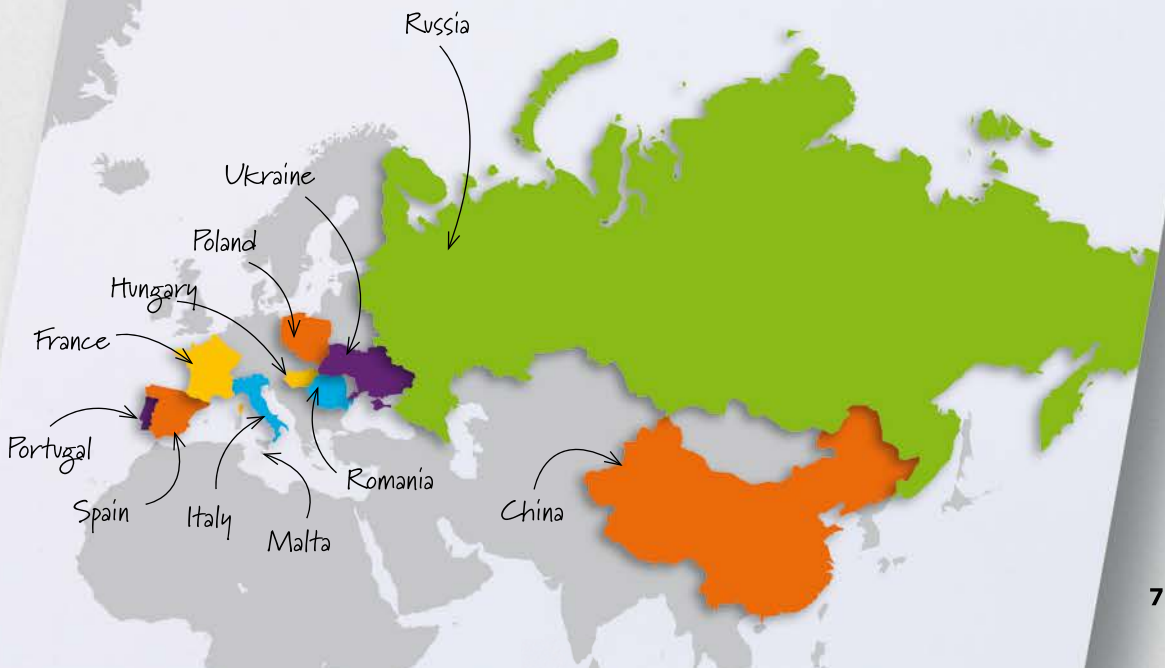 Russia
Ukraine
Poland
Hungary
France
Portugal
Spain
Italy
Malta
Romania
China
7